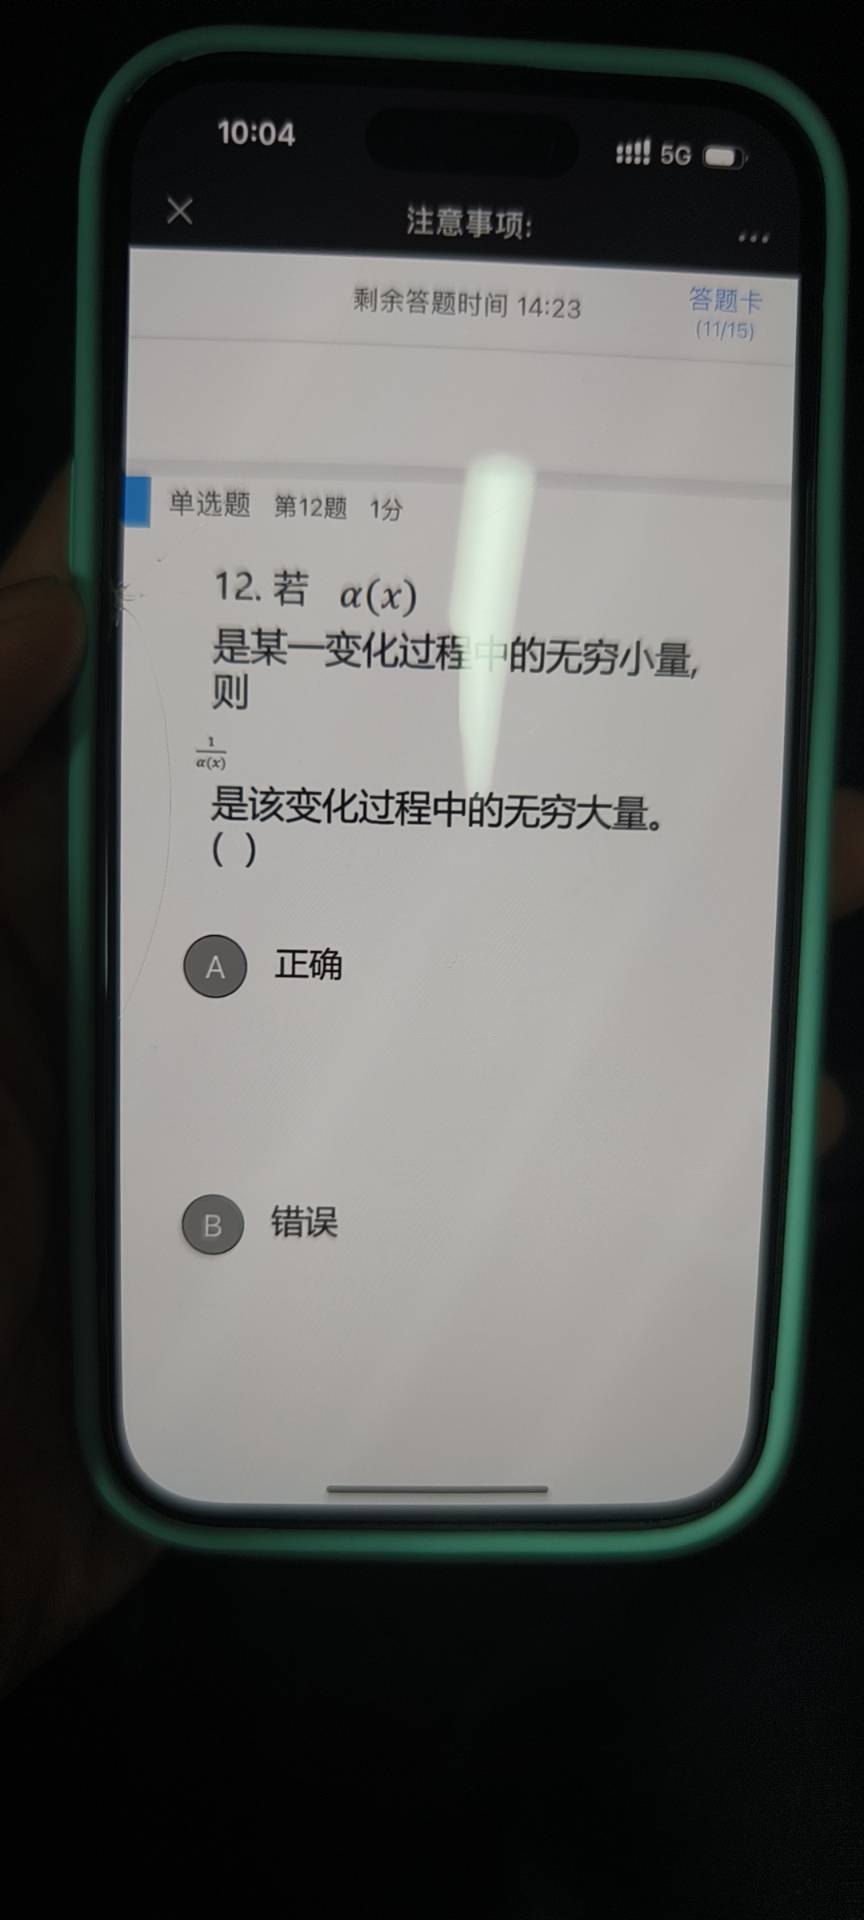 10:04
5G
注意事项:
剩余答题时间 14:23
答题卡
(11/15)
单选题 第12题 1分
12. 若 α(x)
是某一变化过程中的无穷小量,
则
1
α(x)
是该变化过程中的无穷大量。
( )
A 正确
B 错误